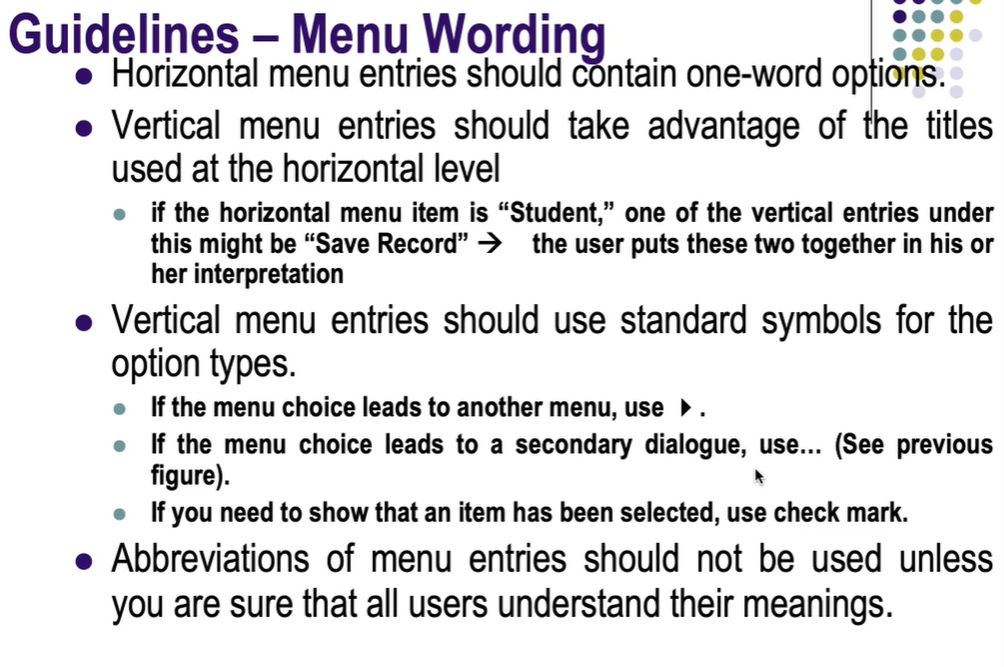 Guidelines – Menu Wording
● Horizontal menu entries should contain one-word options.
● Vertical menu entries should take advantage of the titles
used at the horizontal level
● if the horizontal menu item is “Student,” one of the vertical entries under
this might be “Save Record” → the user puts these two together in his or
her interpretation
● Vertical menu entries should use standard symbols for the
option types.
● If the menu choice leads to another menu, use ▶ .
● If the menu choice leads to a secondary dialogue, use... (See previous
figure).
● If you need to show that an item has been selected, use check mark.
● Abbreviations of menu entries should not be used unless
you are sure that all users understand their meanings.